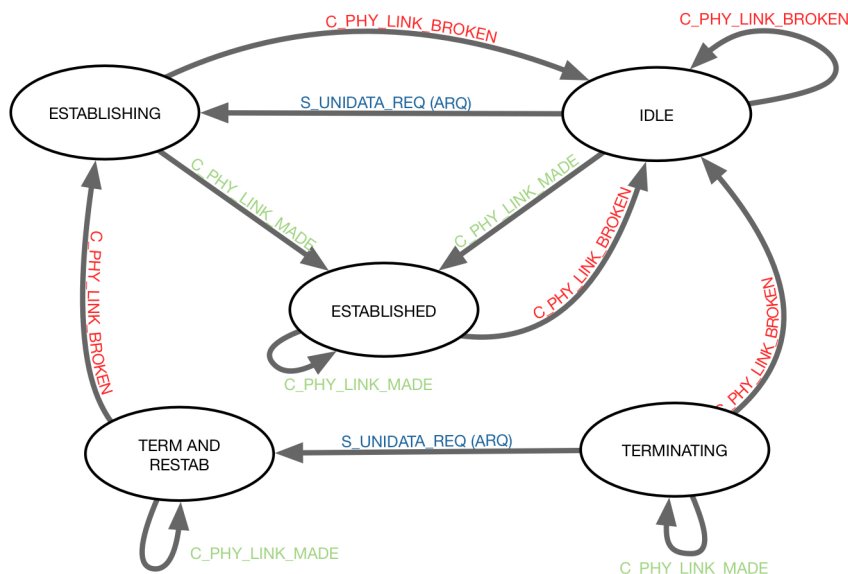 C_PHY_LINK_BROKEN
C_PHY_LINK_BROKEN
S_UNIDATA_REQ (ARQ)
ESTABLISHING
IDLE
C_PHY_LINK_MADE
C_PHY_LINK_MADE
C_PHY_LINK_BROKEN
C_PHY_LINK_BROKEN
ESTABLISHED
C_PHY_LINK_BROKEN
C_PHY_LINK_MADE
S_UNIDATA_REQ (ARQ)
TERM AND
RESTAB
TERMINATING
C_PHY_LINK_MADE
C_PHY_LINK_MADE